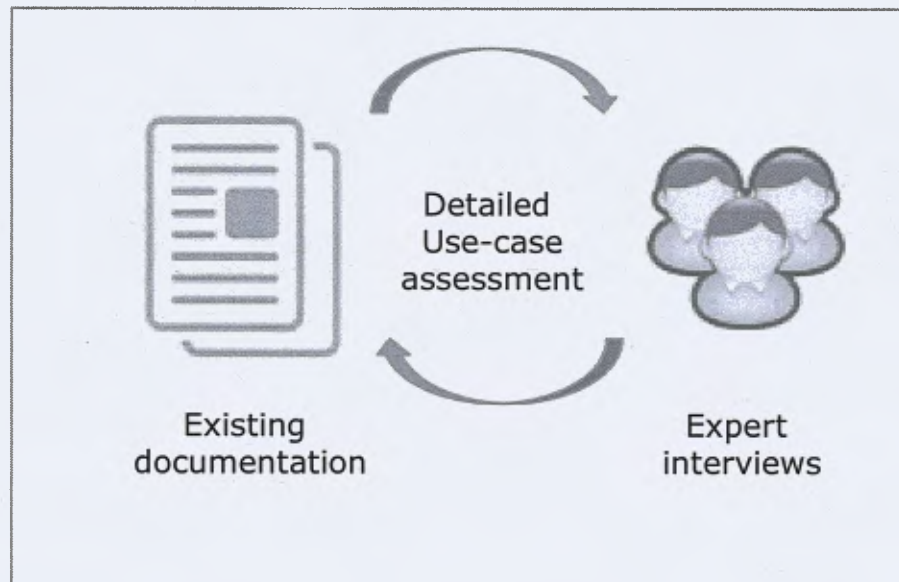 Detailed
Use-case
assessment
Existing
documentation
Expert
interviews